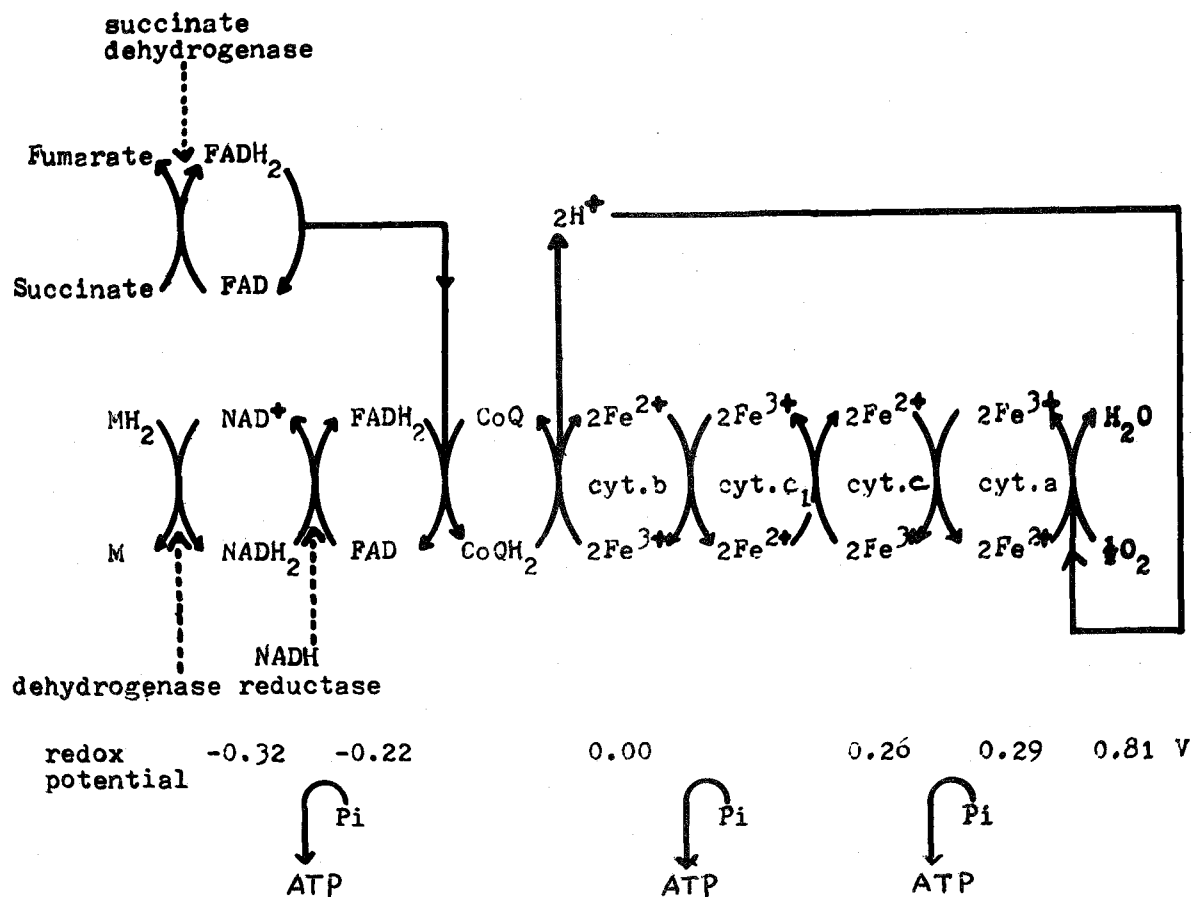 succinate
dehydrogenase
Fumarate FADH2
2H+
Succinate FAD
MH2 NAD+ FADH2 CoQ 2Fe2+ 2Fe3+ 2Fe2+ 2Fe3+ H2O
cyt.b cyt.c1 cyt.c cyt.a
M NADH2 FAD CoQH2 2Fe3+ 2Fe2+ 2Fe3+ 2Fe2+ ½O2
NADH
dehydrogenase reductase
redox -0.32 -0.22 0.00 0.26 0.29 0.81 V
potential
Pi Pi Pi
ATP ATP ATP